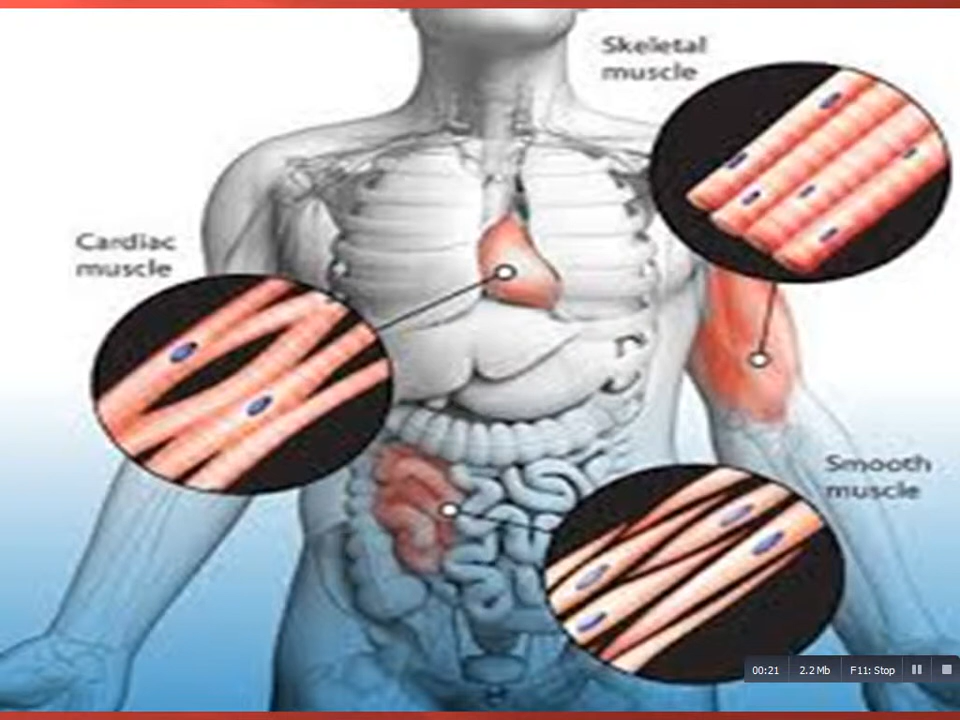 Skeletal
muscle
Cardiac
muscle
Smooth
muscle
00:21 2.2 Mb F11: Stop